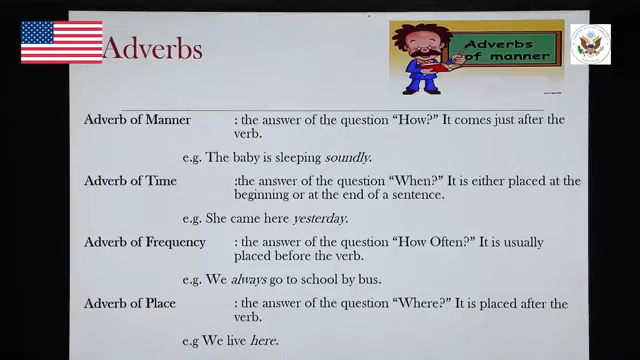 Adverbs
Adverbs
of manner
Adverb of Manner : the answer of the question “How?” It comes just after the
verb.
e.g. The baby is sleeping soundly.
Adverb of Time :the answer of the question “When?” It is either placed at the
beginning or at the end of a sentence.
e.g. She came here yesterday.
Adverb of Frequency : the answer of the question “How Often?” It is usually
placed before the verb.
e.g. We always go to school by bus.
Adverb of Place : the answer of the question “Where?” It is placed after the
verb.
e.g We live here.